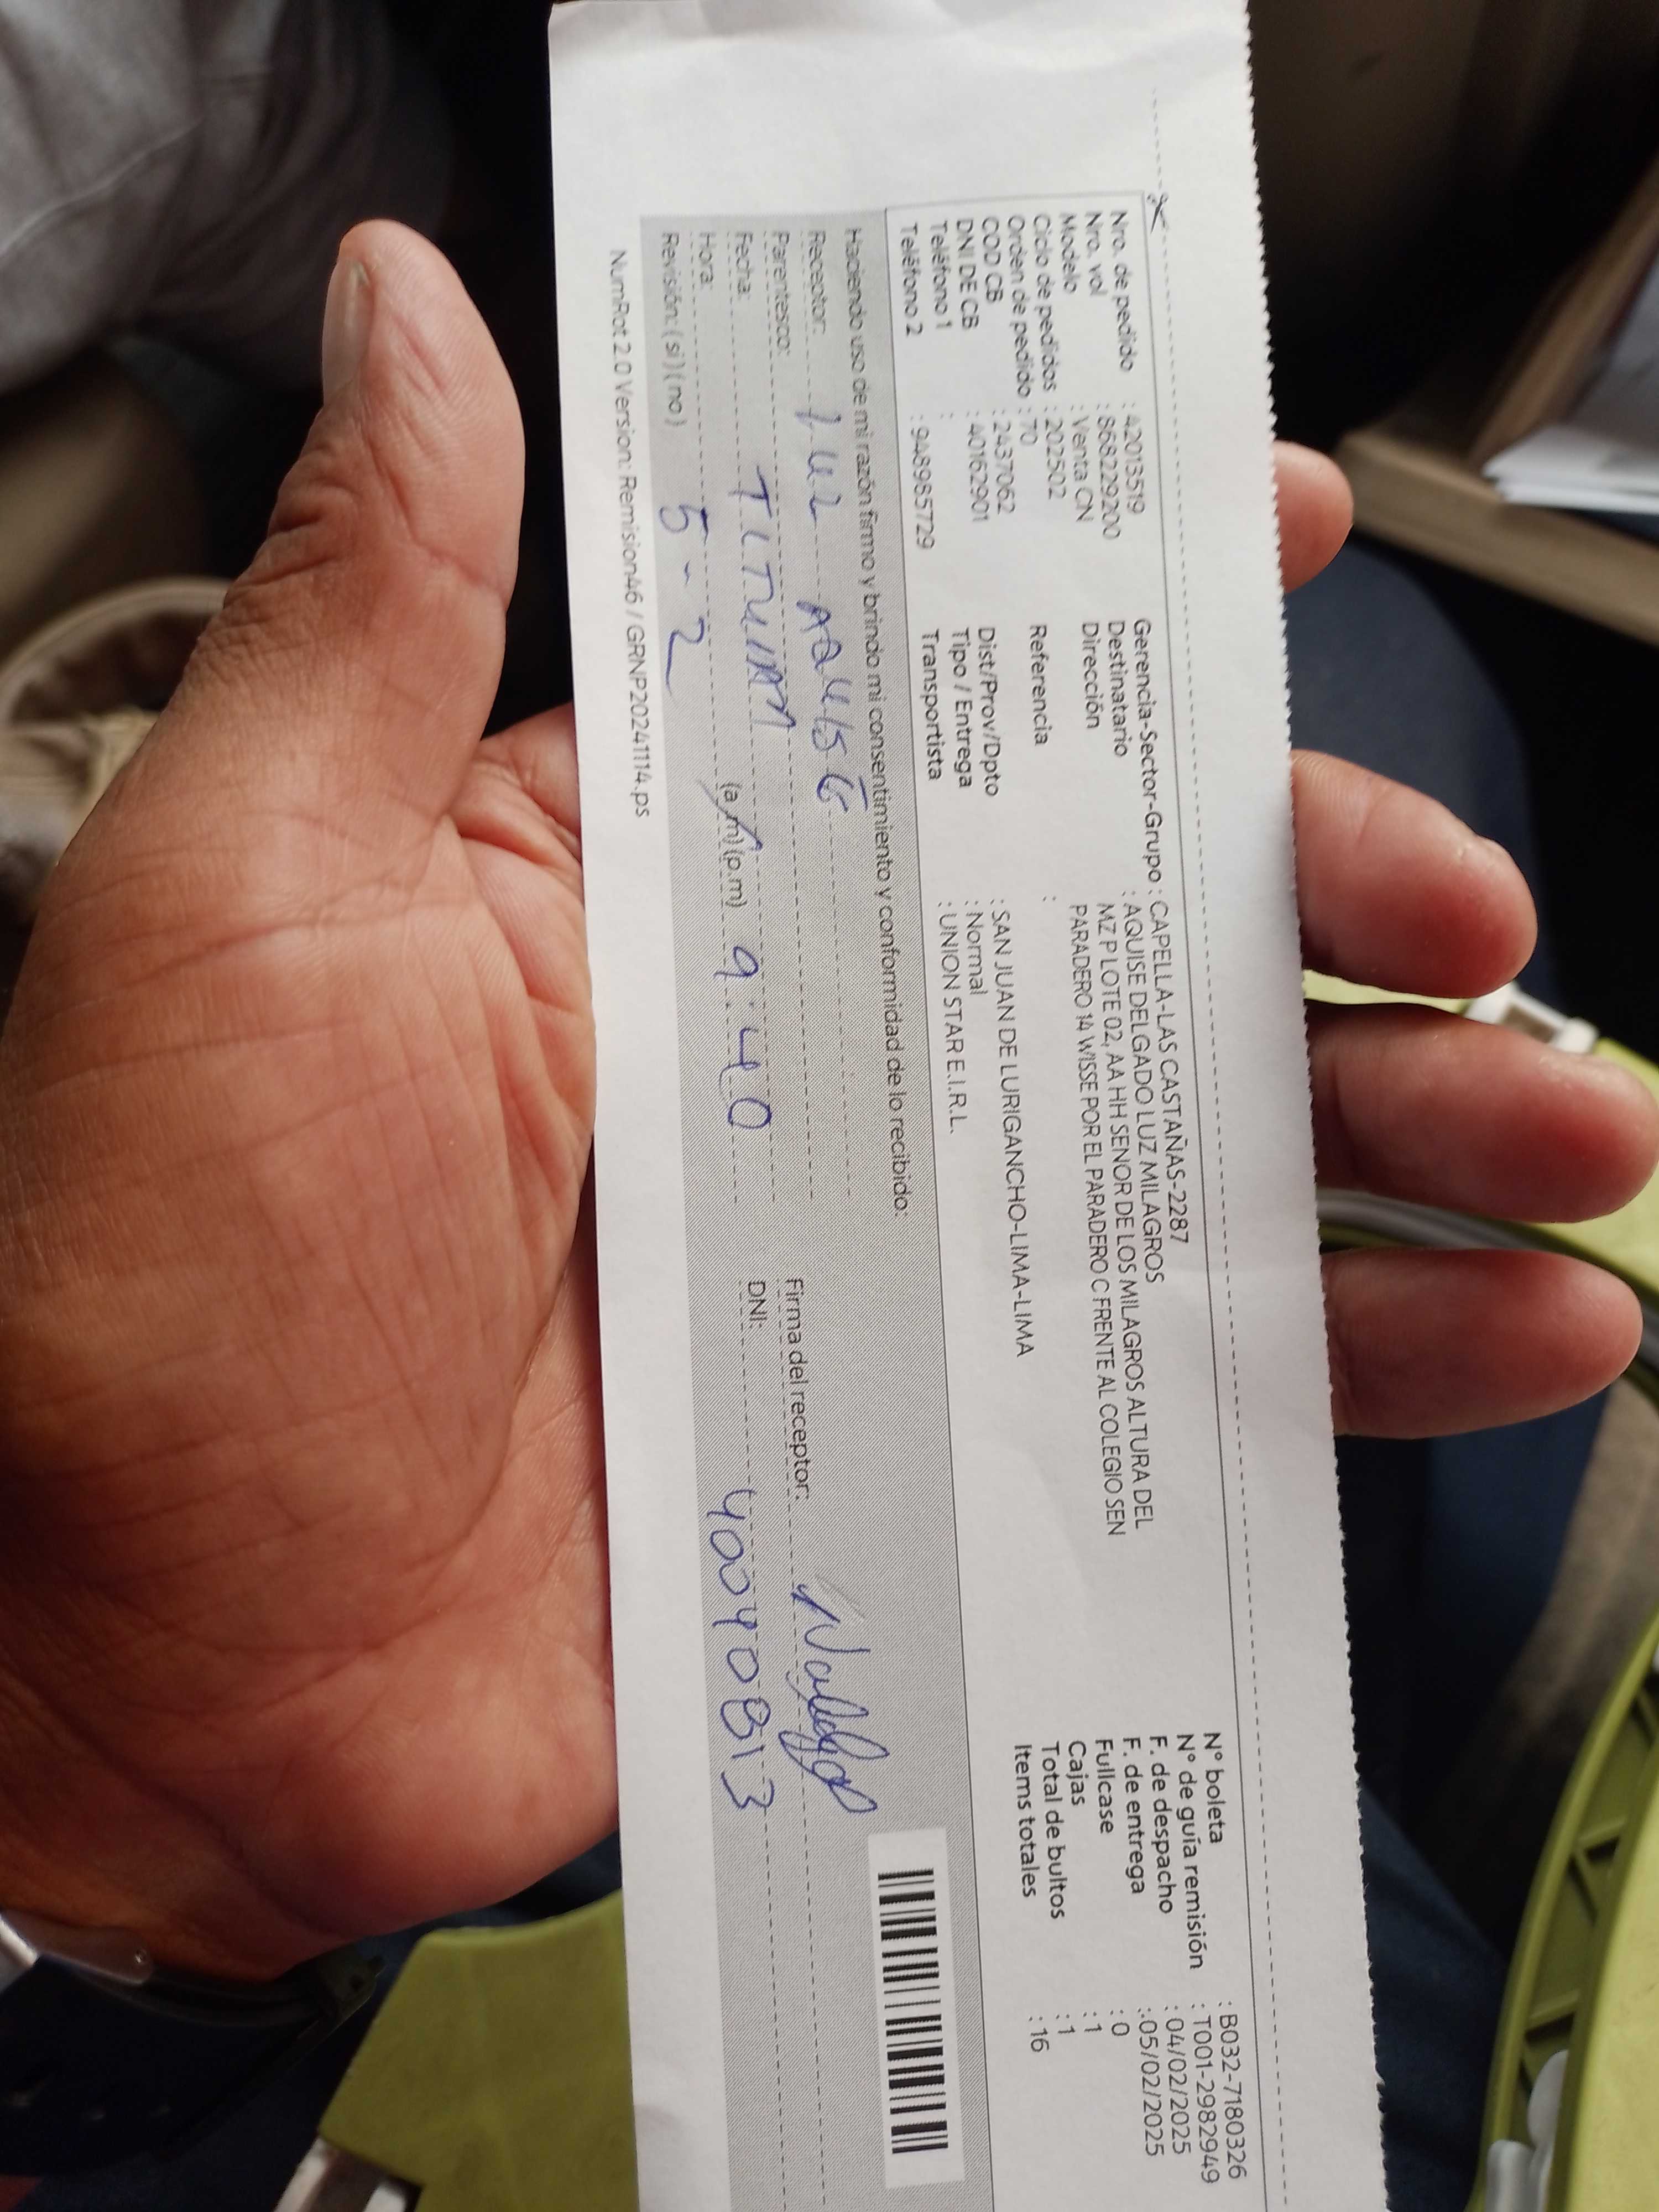 Nro. de pedido : 42013519
Nro. vol : 868229200
Modelo : Venta CN
Ciclo de pedidos : 202502
Orden de pedido : 70
COD CB : 2437062
DNI DE CB : 40162901
Teléfono 1 :
Teléfono 2 : 948985729
Gerencia-Sector-Grupo : CAPELLA-LAS CASTAÑAS-2287
Destinatario : AQUISE DELGADO LUZ MILAGROS
Dirección MZ P LOTE 02, AA HH SENOR DE LOS MILAGROS ALTURA DEL
PARADERO 14 WISSE POR EL PARADERO C FRENTE AL COLEGIO SEN
Referencia :
Dist/Prov/Dpto : SAN JUAN DE LURIGANCHO-LIMA-LIMA
Tipo / Entrega : Normal
Transportista : UNION STAR E.I.R.L.
N° boleta : B032-7180326
N° de guía remisión : T001-2982949
F. de despacho : 04/02/2025
F. de entrega : 05/02/2025
Fullcase : 0
Cajas : 1
Total de bultos : 1
Items totales : 16
Haciendo uso de mi razón firmo y brindo mi consentimiento y conformidad de lo recibido:
Receptor: Luz Aquise
Parentesco: TITULAR
Fecha: 5-2
Hora: (a.m) (p.m) 9:40
Revisión: ( si ) ( no )
Firma del receptor:
DNI: 40040813
NumRot 2.0 Version: Remision46 / GRNP20241114.ps